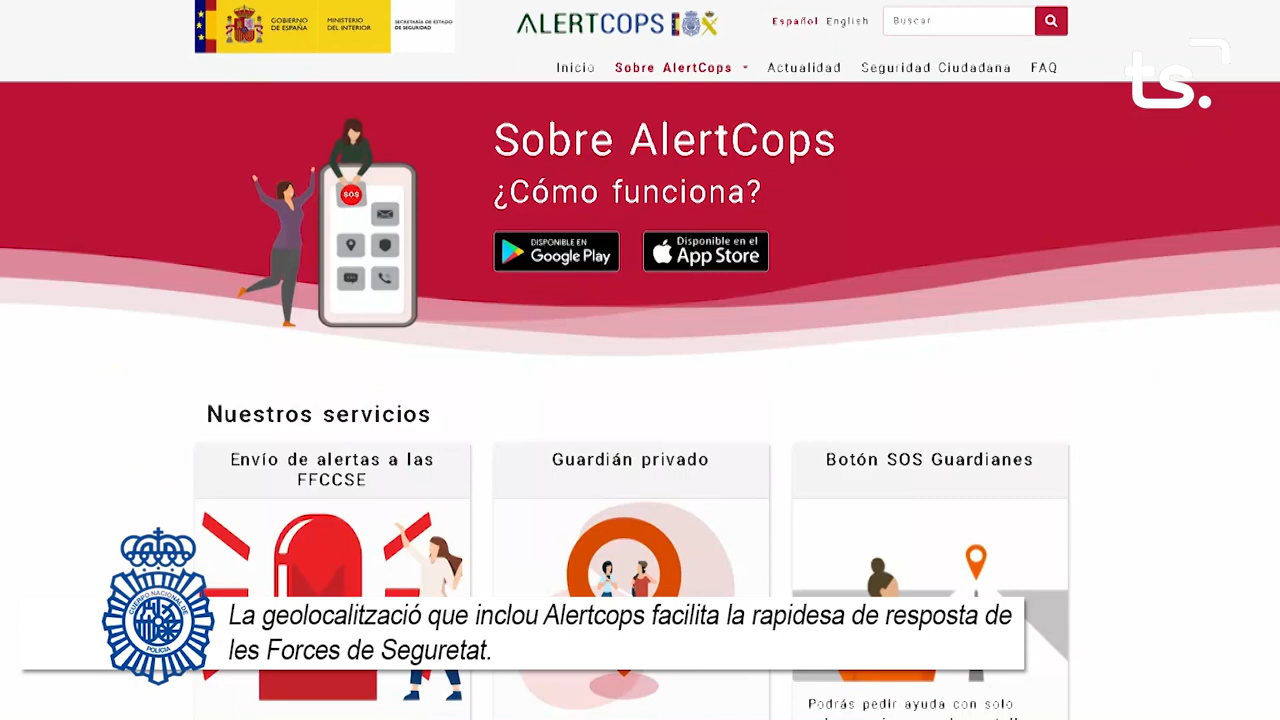 GOBIERNO
DE ESPAÑA
MINISTERIO
DEL INTERIOR
SECRETARÍA DE ESTADO
DE SEGURIDAD
ALERTCOPS
Español English
Buscar
Inicio Sobre AlertCops Actualidad Seguridad Ciudadana FAQ
ts.
Sobre AlertCops
¿Cómo funciona?
SOS
DISPONIBLE EN
Google Play
Disponible en el
App Store
Nuestros servicios
Envío de alertas a las
FFCCSE
Guardián privado
Botón SOS Guardianes
CUERPO NACIONAL DE
POLICÍA
La geolocalització que inclou Alertcops facilita la rapidesa de resposta de
les Forces de Seguretat.
Podrás pedir ayuda con solo